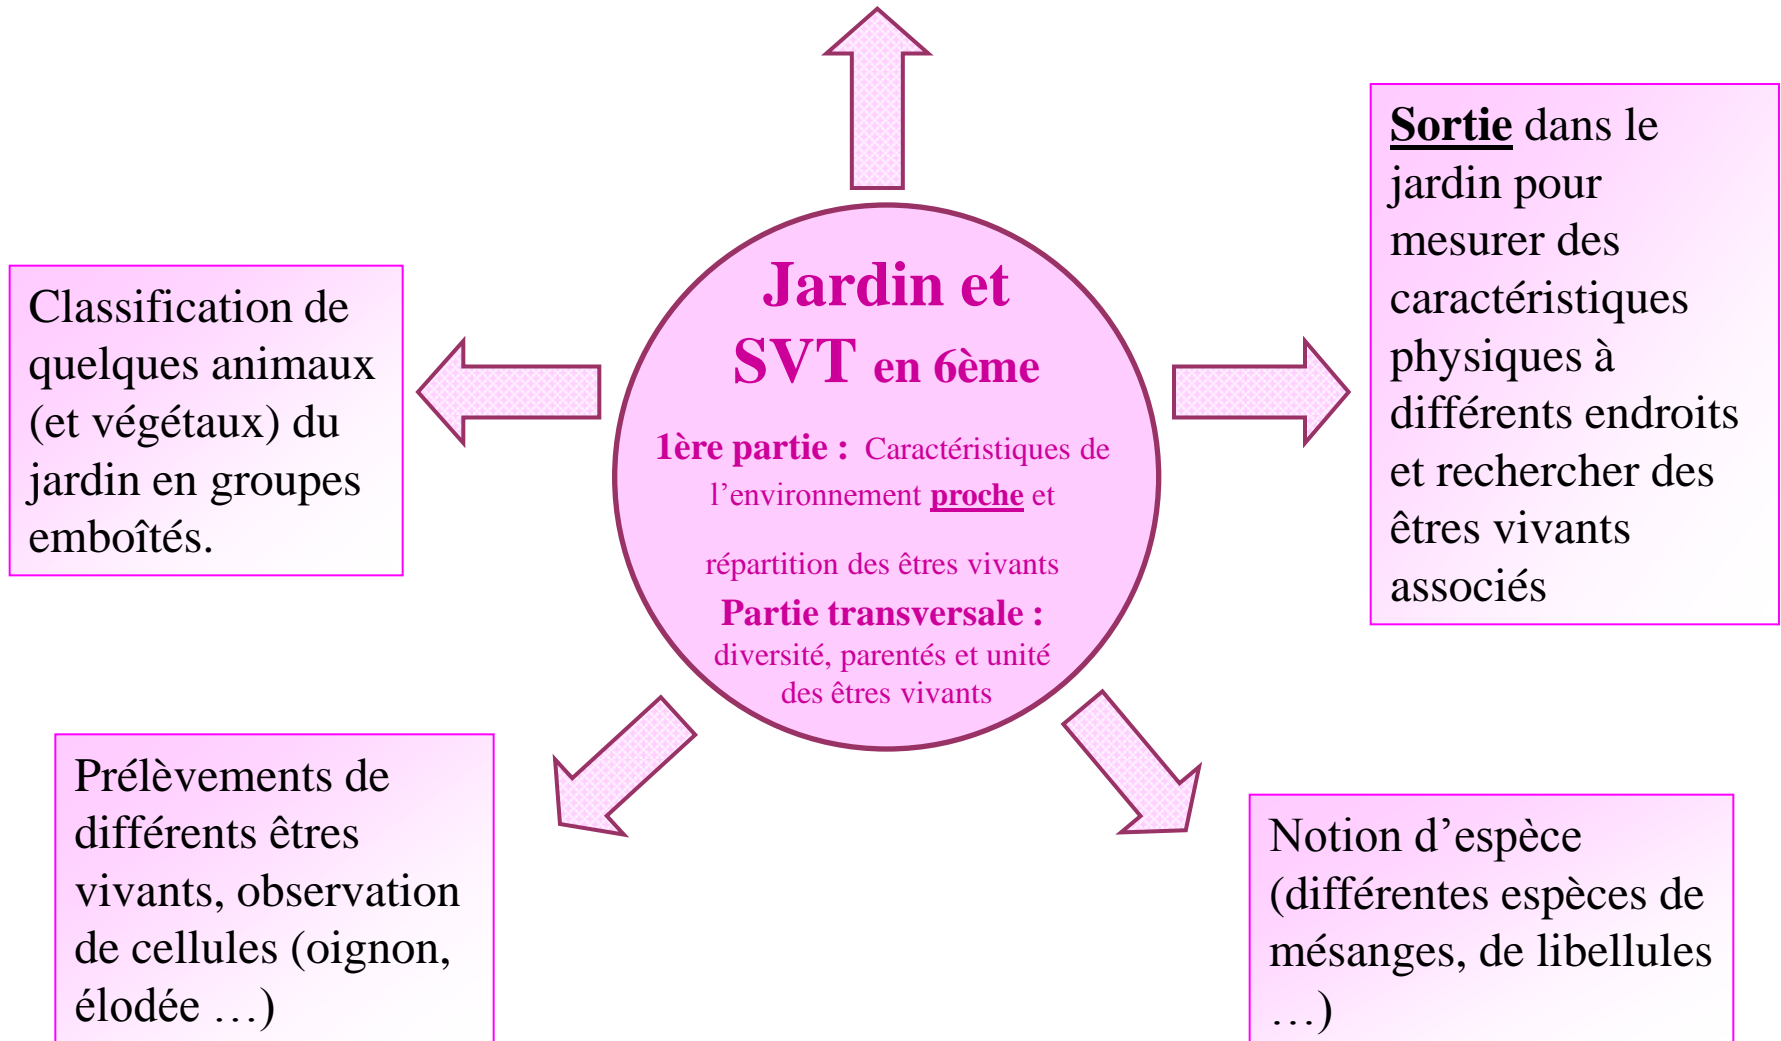 Jardin et
SVT en 6ème
1ère partie : Caractéristiques de
l’environnement proche et
répartition des êtres vivants
Partie transversale :
diversité, parentés et unité
des êtres vivants
Sortie dans le
jardin pour
mesurer des
caractéristiques
physiques à
différents endroits
et rechercher des
êtres vivants
associés
Classification de
quelques animaux
(et végétaux) du
jardin en groupes
emboîtés.
Prélèvements de
différents êtres
vivants, observation
de cellules (oignon,
élodée …)
Notion d’espèce
(différentes espèces de
mésanges, de libellules
…)